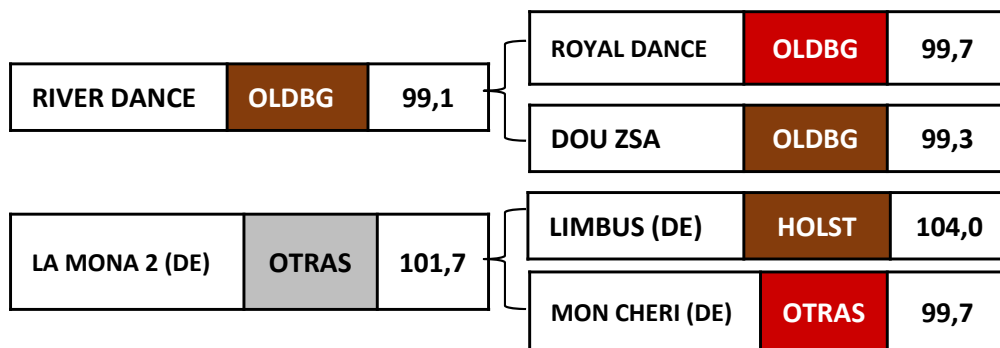 ROYAL DANCE OLDBG 99,7
RIVER DANCE OLDBG 99,1
DOU ZSA OLDBG 99,3
LIMBUS (DE) HOLST 104,0
LA MONA 2 (DE) OTRAS 101,7
MON CHERI (DE) OTRAS 99,7